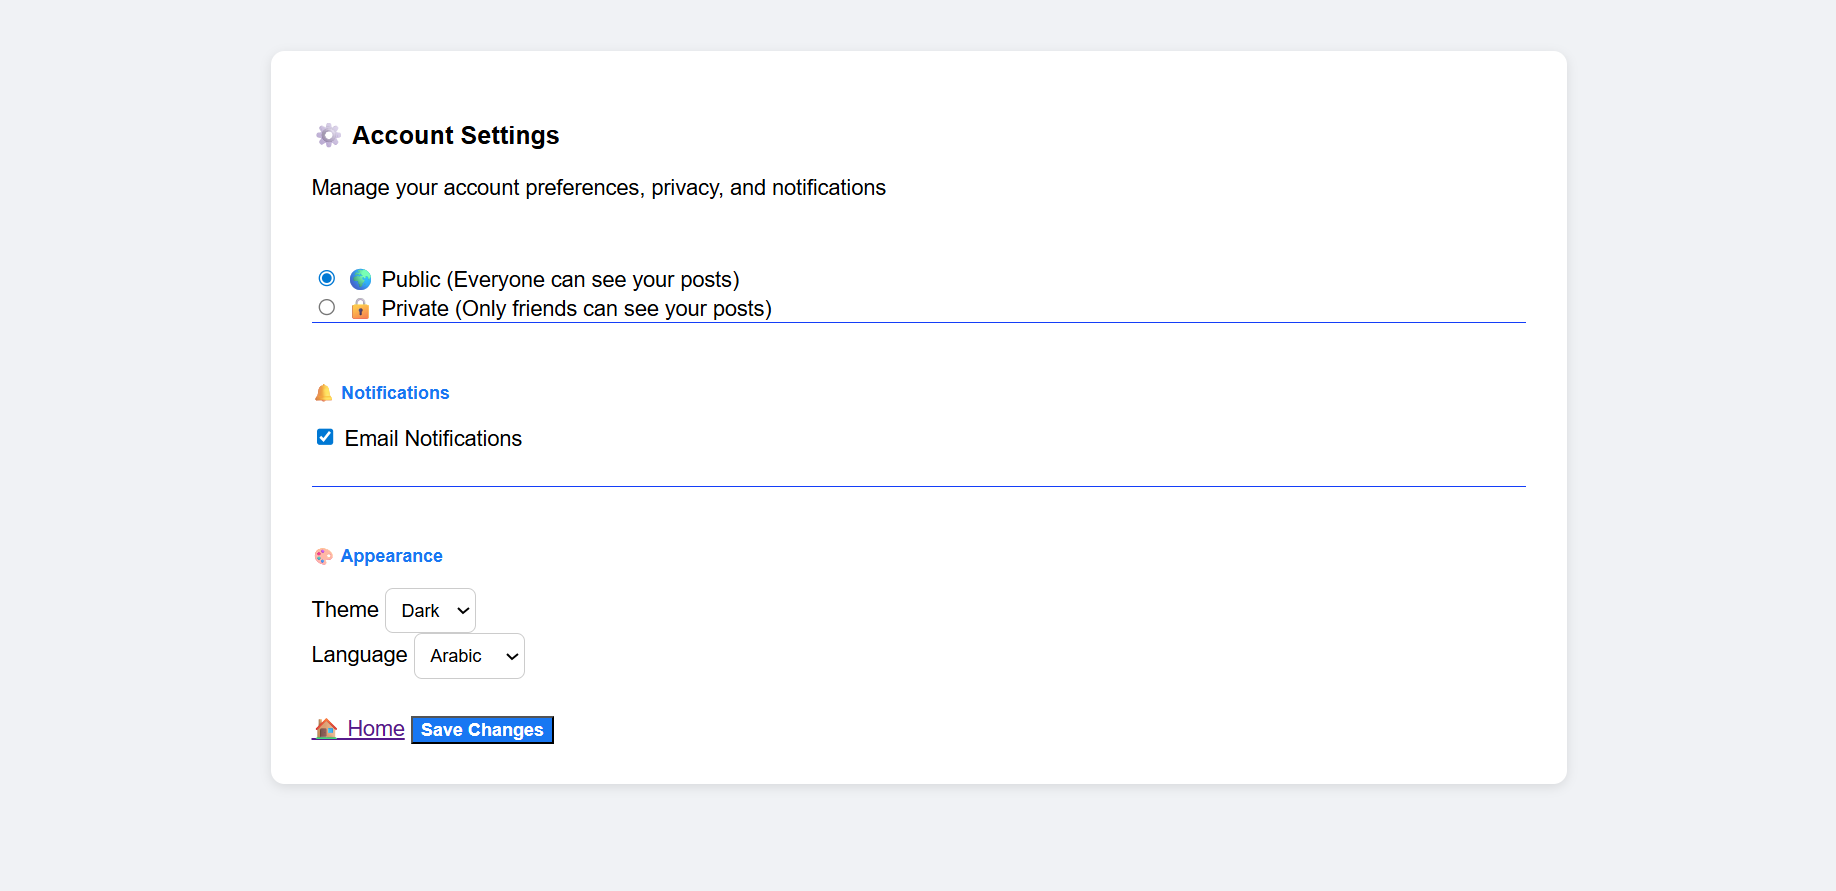 ⚙️ Account Settings
Manage your account preferences, privacy, and notifications
🌍 Public (Everyone can see your posts)
🔒 Private (Only friends can see your posts)
🔔 Notifications
Email Notifications
🎨 Appearance
Theme Dark
Language Arabic
🏠 Home Save Changes